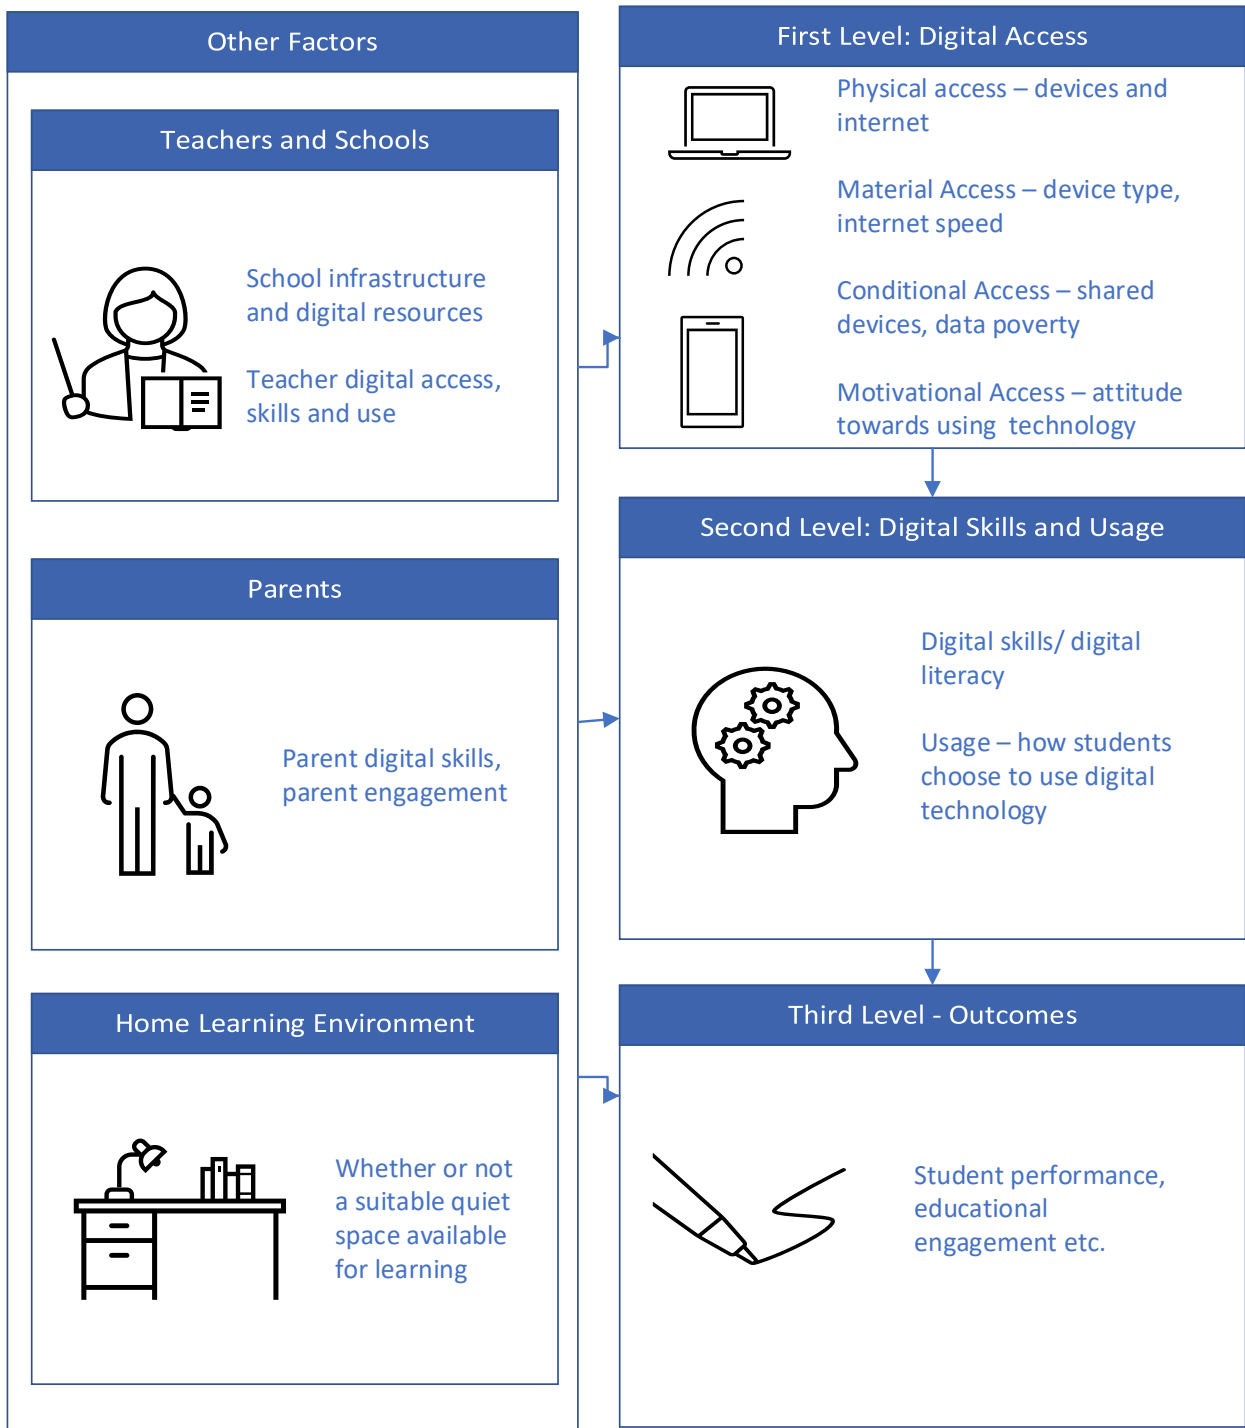 Other Factors
Teachers and Schools
School infrastructure
and digital resources
Teacher digital access,
skills and use
Parents
Parent digital skills,
parent engagement
Home Learning Environment
Whether or not
a suitable quiet
space available
for learning
First Level: Digital Access
Physical access – devices and
internet
Material Access – device type,
internet speed
Conditional Access – shared
devices, data poverty
Motivational Access – attitude
towards using  technology
Second Level: Digital Skills and Usage
Digital skills/ digital
literacy
Usage – how students
choose to use digital
technology
Third Level - Outcomes
Student performance,
educational
engagement etc.